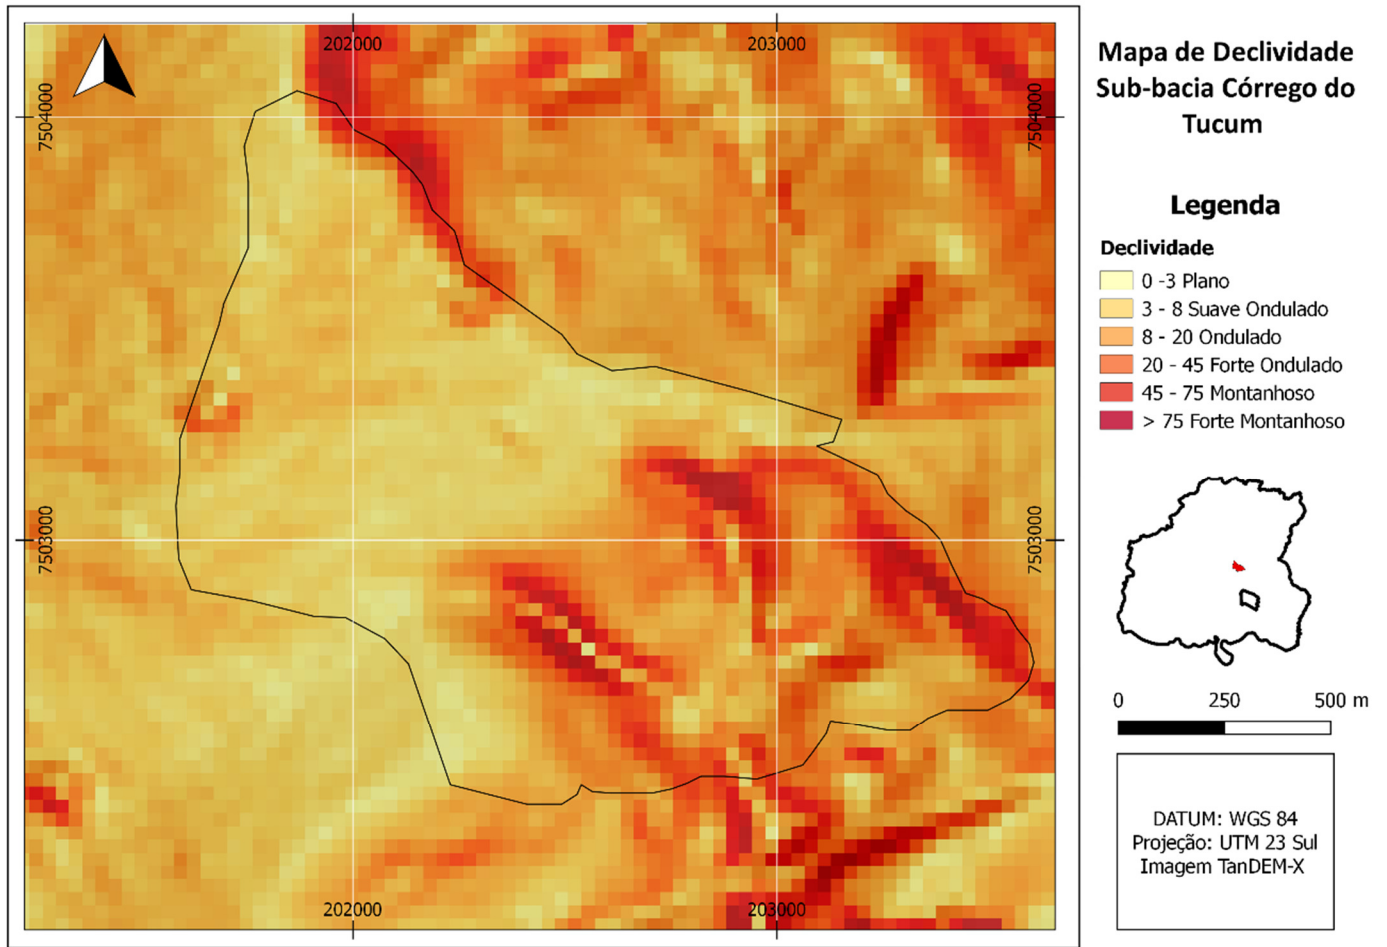 202000
203000
7504000
7504000
7503000
7503000
202000
203000
Mapa de Declividade
Sub-bacia Córrego do
Tucum
Legenda
Declividade
0 -3 Plano
3 - 8 Suave Ondulado
8 - 20 Ondulado
20 - 45 Forte Ondulado
45 - 75 Montanhoso
> 75 Forte Montanhoso
0 250 500 m
DATUM: WGS 84
Projeção: UTM 23 Sul
Imagem TanDEM-X